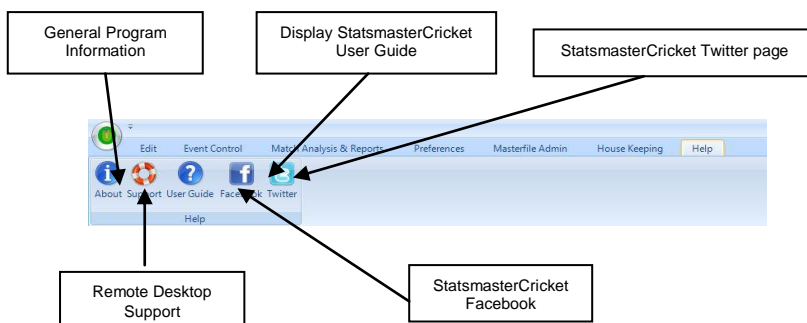 General Program
Information
Display StatsmasterCricket
User Guide
StatsmasterCricket Twitter page
Edit Event Control Match Analysis & Reports Preferences Masterfile Admin House Keeping Help
About Support User Guide Facebook Twitter
Help
Remote Desktop
Support
StatsmasterCricket
Facebook